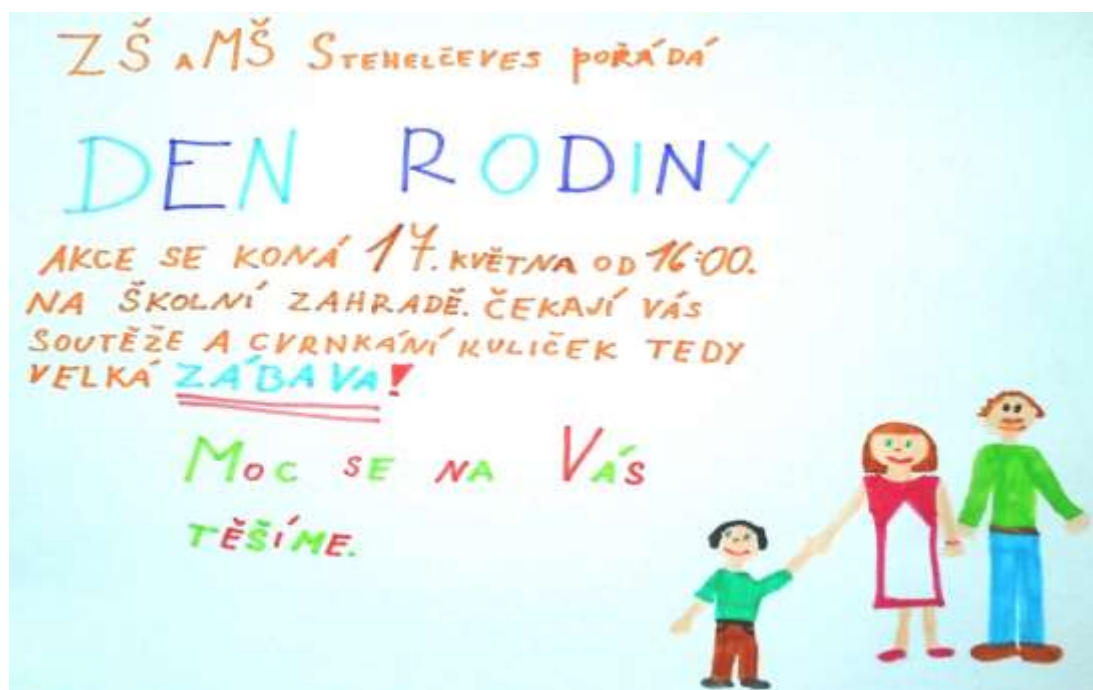 ZŠ A MŠ STEHELČEVES POŘÁDÁ
DEN RODINY
AKCE SE KONÁ 17. KVĚTNA OD 16:00.
NA ŠKOLNÍ ZAHRADĚ. ČEKAJÍ VÁS
SOUTĚŽE A CVRNKÁNÍ KULIČEK TEDY
VELKÁ ZÁBAVA!
MOC SE NA VÁS
TĚŠÍME.